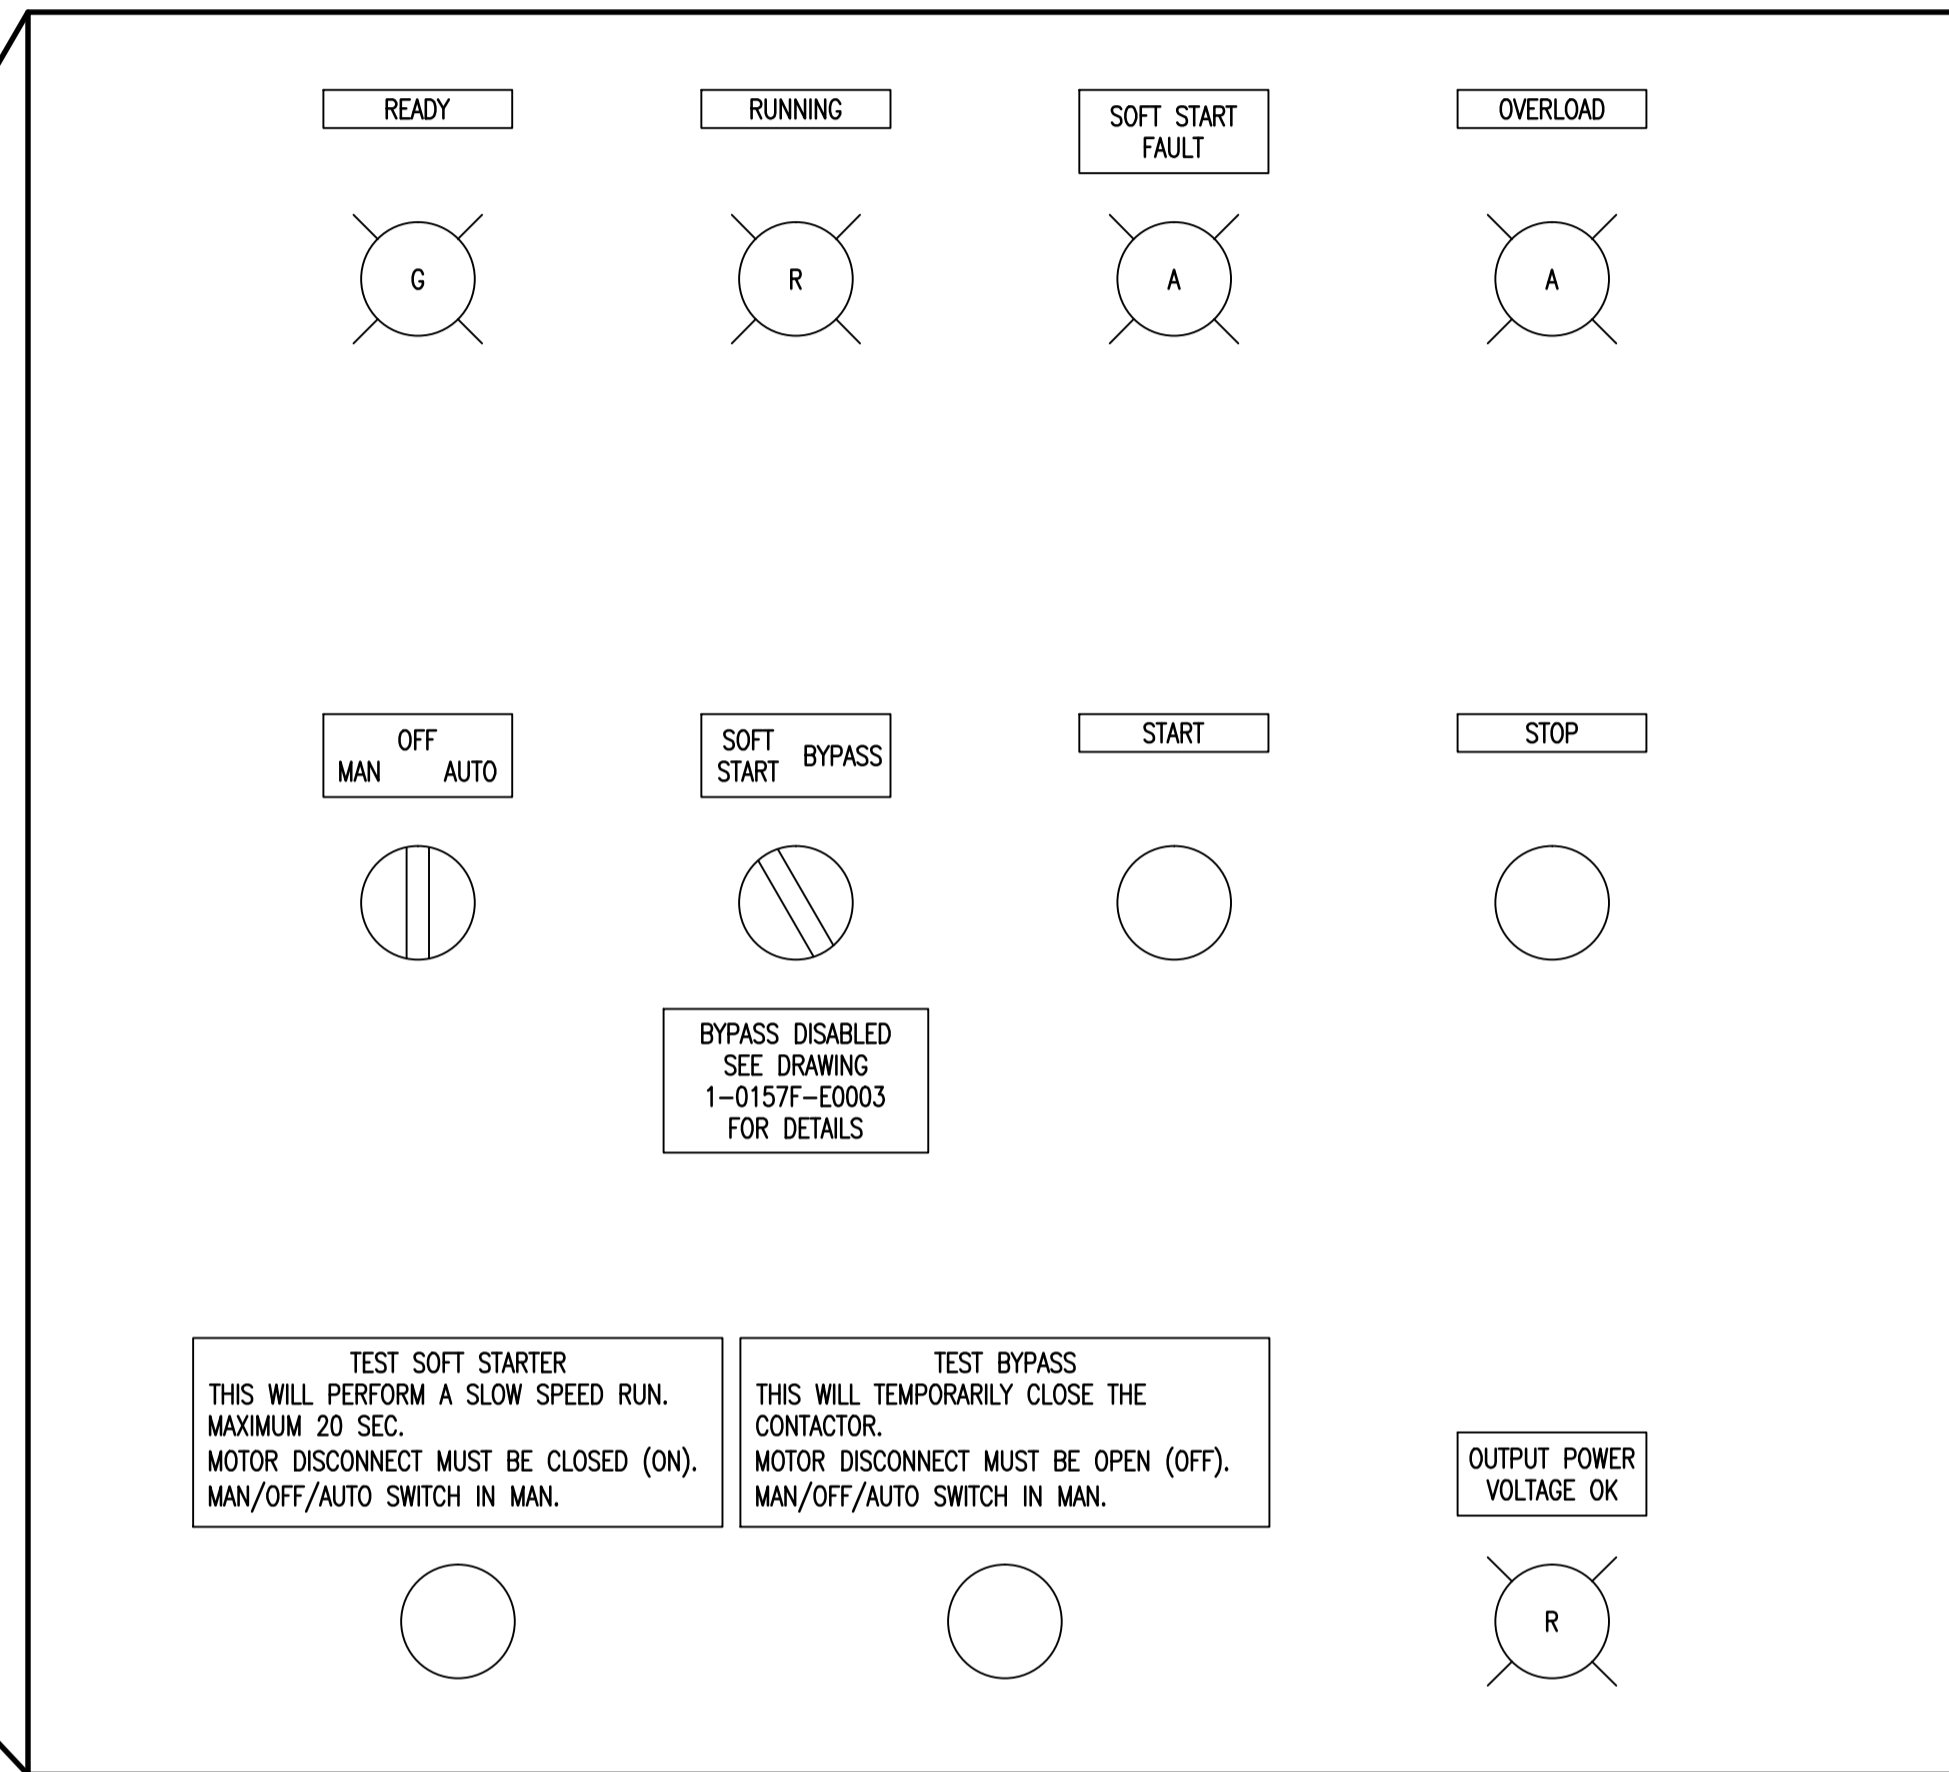 READY
RUNNING
SOFT START
FAULT
OVERLOAD
G
R
A
A
OFF
MAN AUTO
SOFT
START
BYPASS
START
STOP
BYPASS DISABLED
SEE DRAWING
1-0157F-E0003
FOR DETAILS
TEST SOFT STARTER
THIS WILL PERFORM A SLOW SPEED RUN.
MAXIMUM 20 SEC.
MOTOR DISCONNECT MUST BE CLOSED (ON).
MAN/OFF/AUTO SWITCH IN MAN.
TEST BYPASS
THIS WILL TEMPORARILY CLOSE THE
CONTACTOR.
MOTOR DISCONNECT MUST BE OPEN (OFF).
MAN/OFF/AUTO SWITCH IN MAN.
OUTPUT POWER
VOLTAGE OK
R